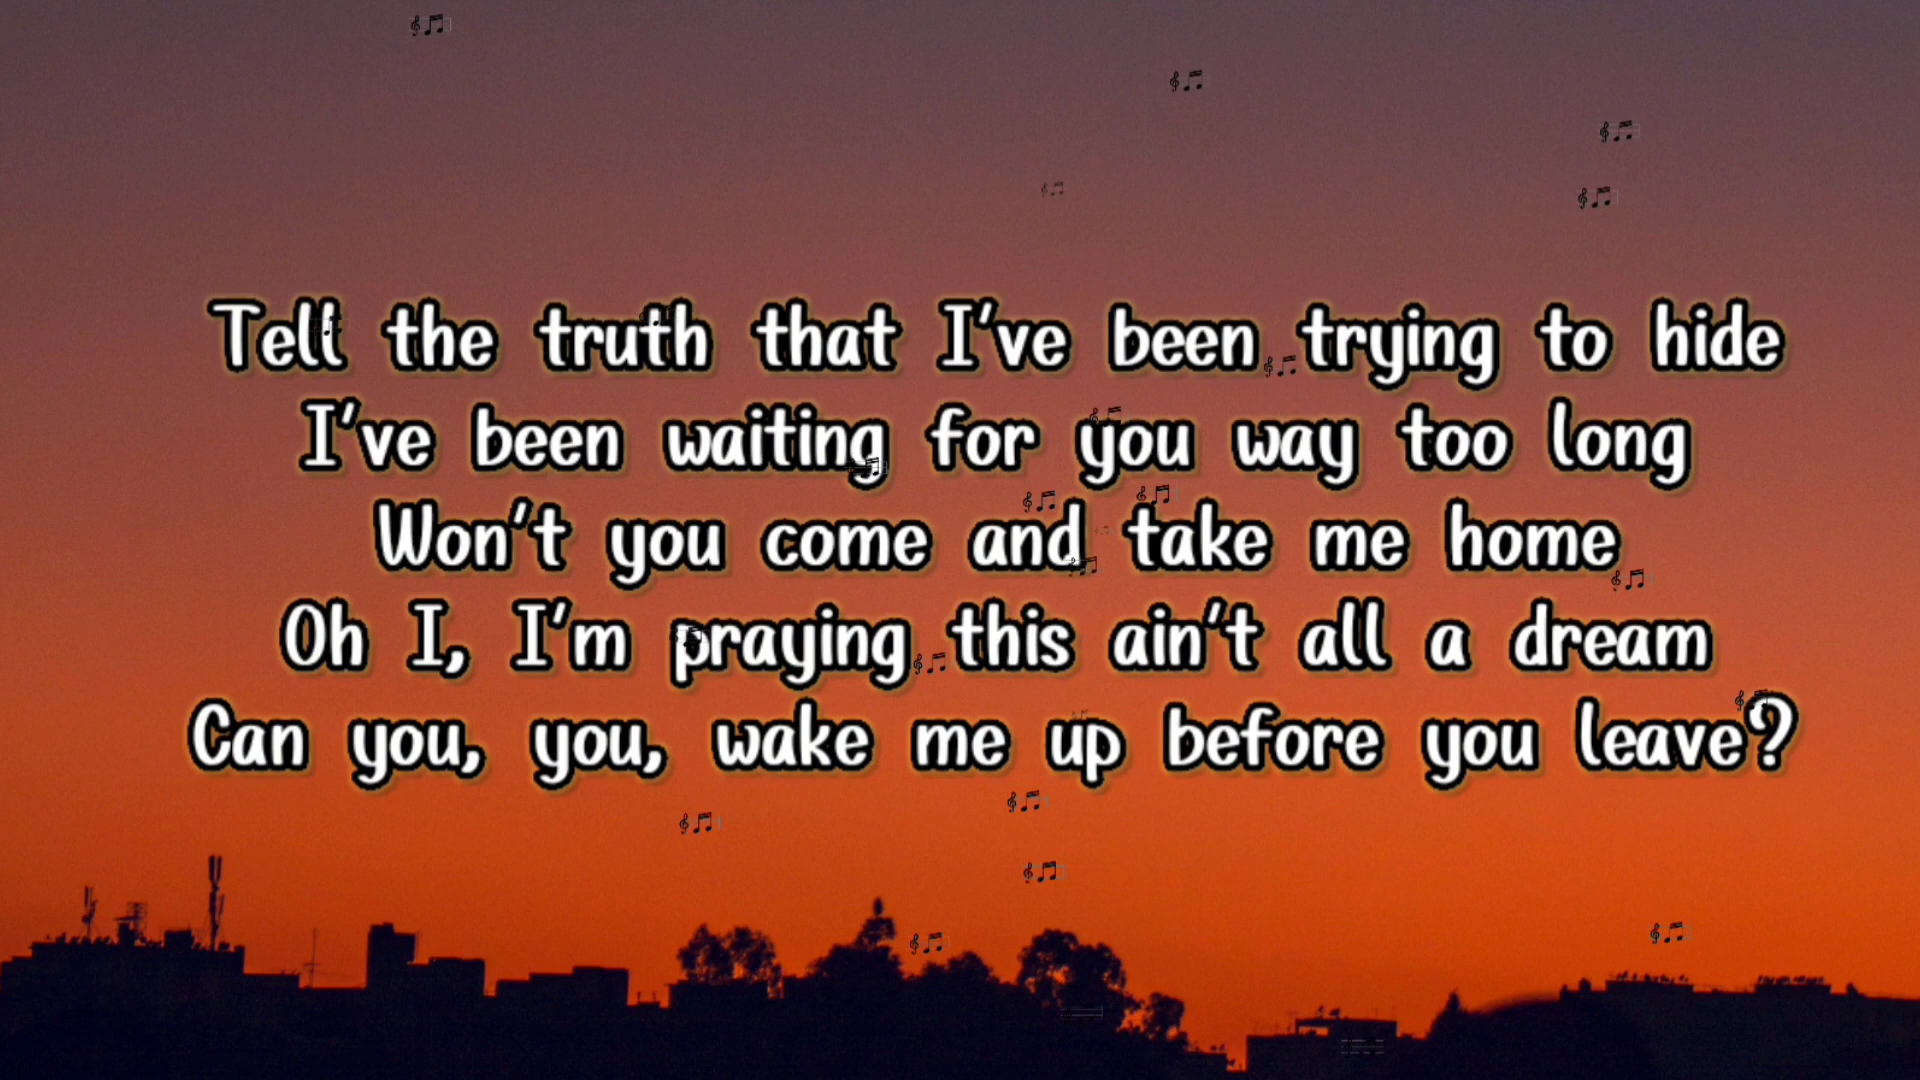 Tell the truth that I've been trying to hide
I've been waiting for you way too long
Won't you come and take me home
Oh I, I'm praying this ain't all a dream
Can you, you, wake me up before you leave?